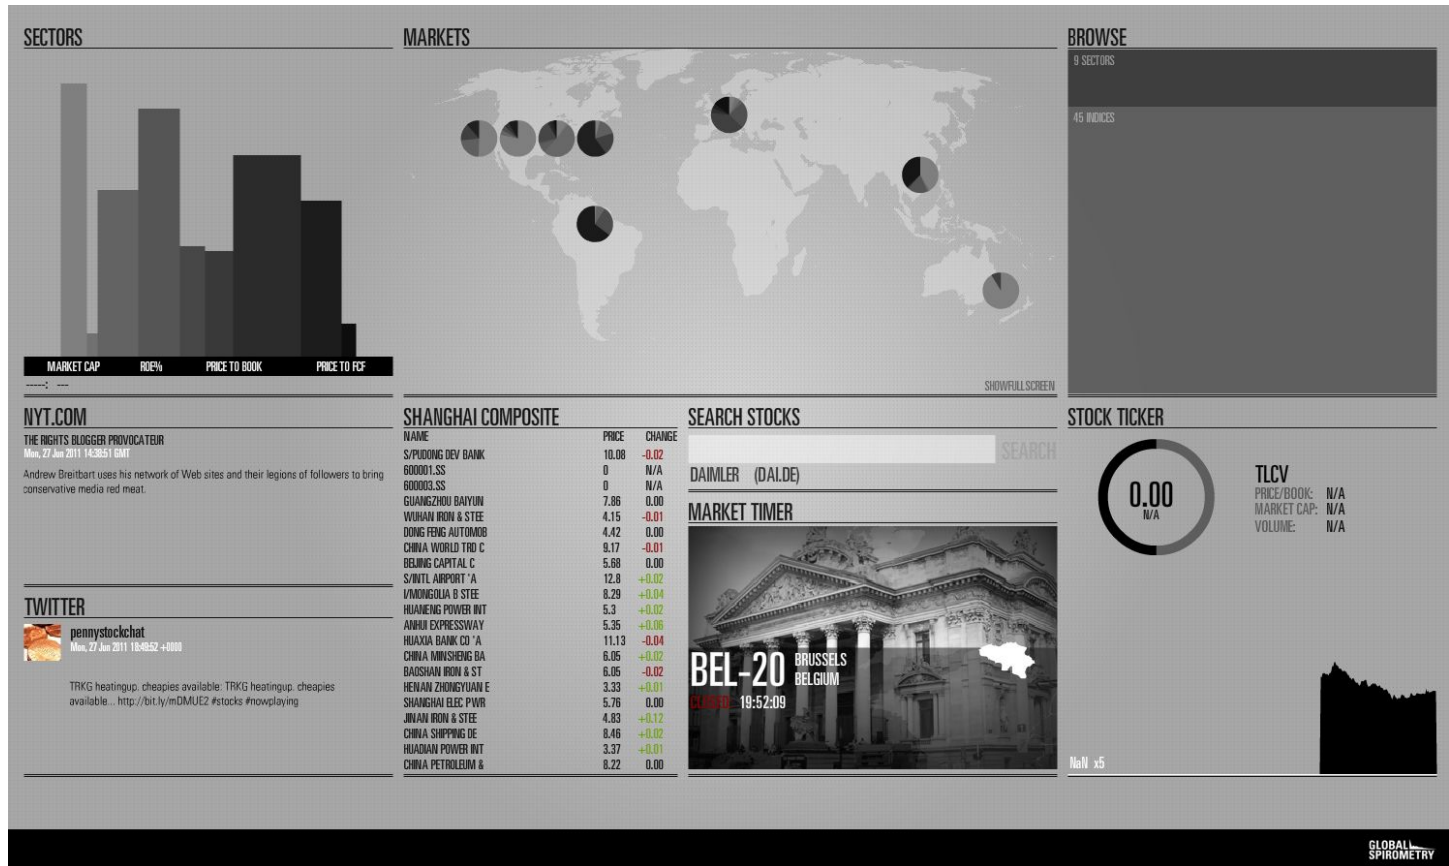 SECTORS
MARKET CAP ROE% PRICE TO BOOK PRICE TO FCF
-----: ---
MARKETS
SHOWFULLSCREEN
BROWSE
9 SECTORS
45 INDICES
NYT.COM
THE RIGHTS BLOGGER PROVOCATEUR
Mon, 27 Jun 2011 14:38:51 GMT
Andrew Breitbart uses his network of Web sites and their legions of followers to bring
conservative media red meat.
TWITTER
pennystockchat
Mon, 27 Jun 2011 18:49:52 +0000
TRKG heatingup. cheapies available: TRKG heatingup. cheapies
available... http://bit.ly/mDMUE2 #stocks #nowplaying
SHANGHAI COMPOSITE
NAME PRICE CHANGE
S/PUDONG DEV BANK 10.08 -0.02
600001.SS 0 N/A
600003.SS 0 N/A
GUANGZHOU BAIYUN 7.86 0.00
WUHAN IRON & STEE 4.15 -0.01
DONG FENG AUTOMOB 4.42 0.00
CHINA WORLD TRD C 9.17 -0.01
BEIJING CAPITAL C 5.68 0.00
S/INTL AIRPORT 'A 12.8 +0.02
I/MONGOLIA B STEE 8.29 +0.04
HUANENG POWER INT 5.3 +0.02
ANHUI EXPRESSWAY 5.35 +0.06
HUAXIA BANK CO 'A 11.13 -0.04
CHINA MINSHENG BA 6.05 +0.02
BAOSHAN IRON & ST 6.05 -0.02
HENAN ZHONGYUAN E 3.33 +0.01
SHANGHAI ELEC PWR 5.76 0.00
JINAN IRON & STEE 4.83 +0.12
CHINA SHIPPING DE 8.46 +0.02
HUADIAN POWER INT 3.37 +0.01
CHINA PETROLEUM & 8.22 0.00
SEARCH STOCKS
SEARCH
DAIMLER (DAI.DE)
MARKET TIMER
BEL-20 BRUSSELS
BELGIUM
CLOSED 19:52:09
STOCK TICKER
0.00
N/A
TLCV
PRICE/BOOK: N/A
MARKET CAP: N/A
VOLUME: N/A
NaN x5
GLOBAL
SPIROMETRY